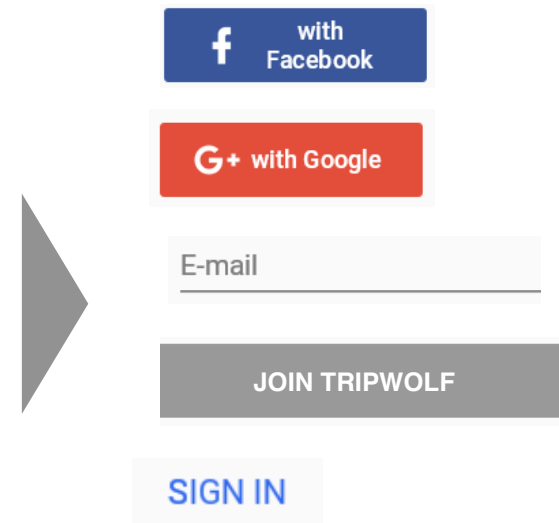 with
Facebook
G+ with Google
E-mail
JOIN TRIPWOLF
SIGN IN